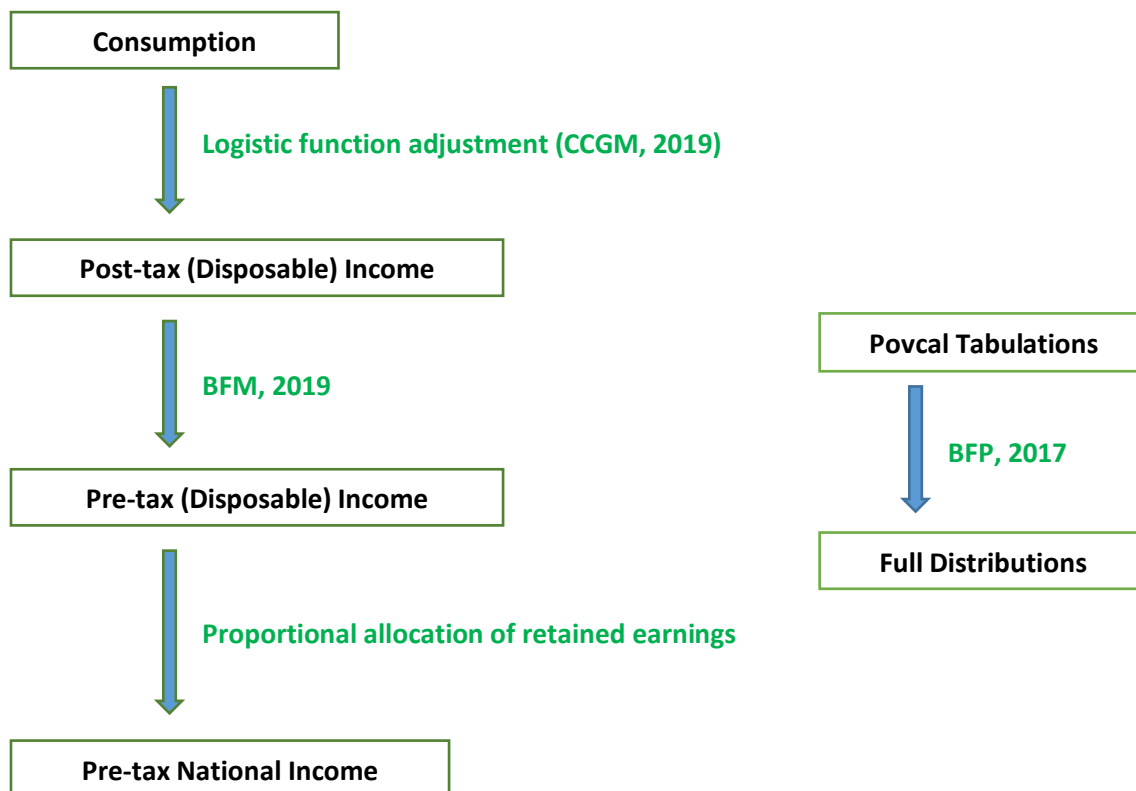 Consumption
Logistic function adjustment (CCGM, 2019)
Post-tax (Disposable) Income
BFM, 2019
Pre-tax (Disposable) Income
Proportional allocation of retained earnings
Pre-tax National Income
Povcal Tabulations
BFP, 2017
Full Distributions